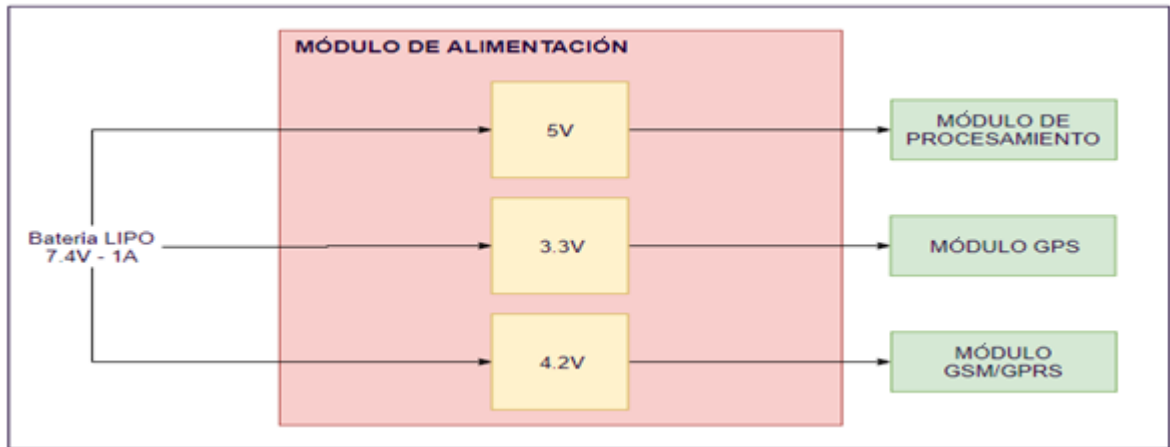 MÓDULO DE ALIMENTACIÓN
5V
MÓDULO DE
PROCESAMIENTO
Bateria LIPO
7.4V - 1A
3.3V
MÓDULO GPS
4.2V
MÓDULO
GSM/GPRS